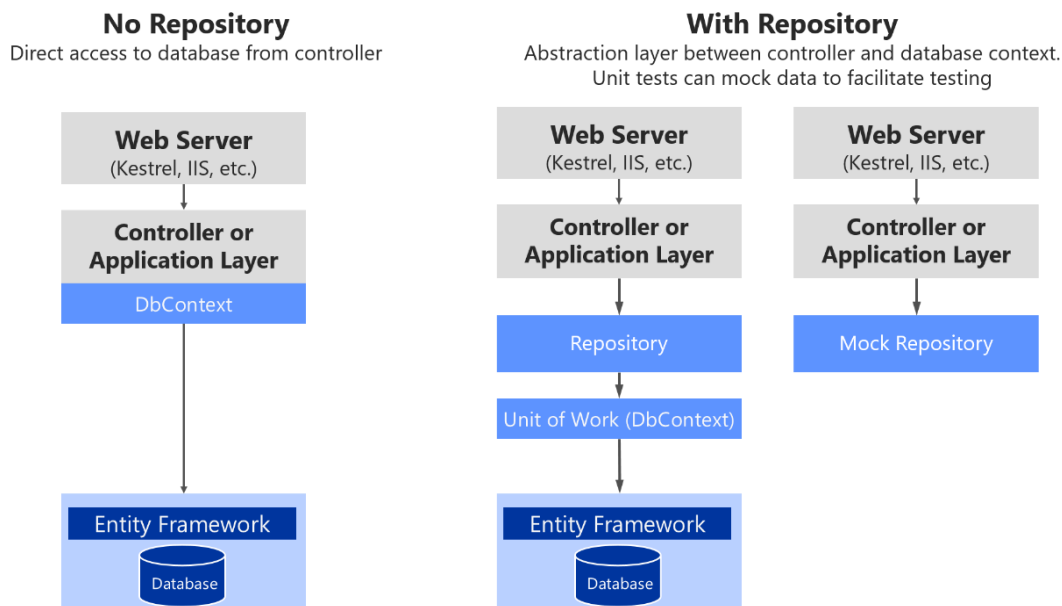 No Repository
Direct access to database from controller
Web Server
(Kestrel, IIS, etc.)
Controller or
Application Layer
DbContext
Entity Framework
Database
With Repository
Abstraction layer between controller and database context.
Unit tests can mock data to facilitate testing
Web Server
(Kestrel, IIS, etc.)
Controller or
Application Layer
Repository
Unit of Work (DbContext)
Entity Framework
Database
Web Server
(Kestrel, IIS, etc.)
Controller or
Application Layer
Mock Repository